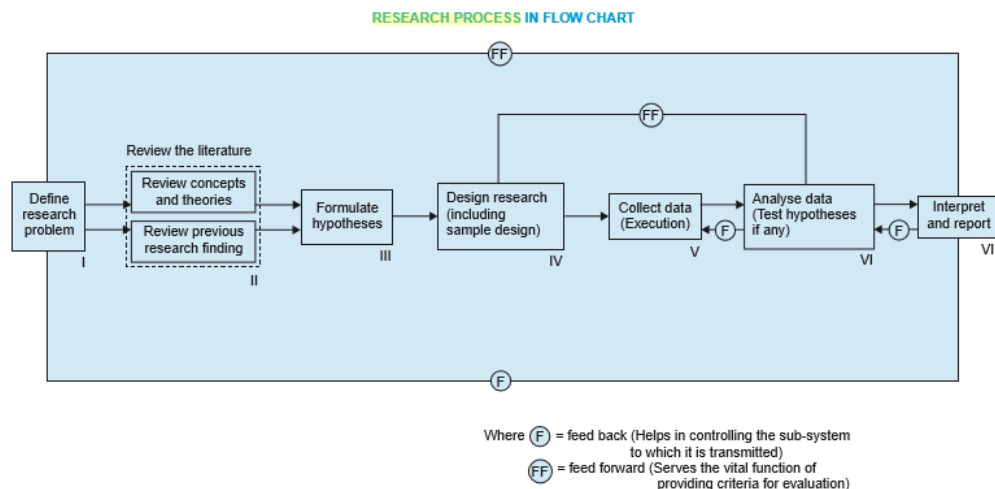 RESEARCH PROCESS IN FLOW CHART
FF
FF
Review the literature
Define
research
problem
I
Review concepts
and theories
Review previous
research finding
II
Formulate
hypotheses
III
Design research
(including
sample design)
IV
Collect data
(Execution)
V
F
Analyse data
(Test hypotheses
if any)
VI
F
Interpret
and report
VI
F
Where F = feed back (Helps in controlling the sub-system
to which it is transmitted)
FF = feed forward (Serves the vital function of
providing criteria for evaluation)